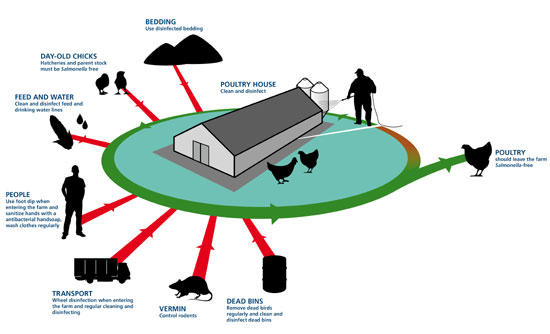 BEDDING
Use disinfected bedding
DAY-OLD CHICKS
Hatcheries and parent stock
must be Salmonella free
FEED AND WATER
Clean and disinfect feed and
drinking water lines
POULTRY HOUSE
Clean and disinfect
POULTRY
should leave the farm
Salmonella-free
PEOPLE
Use foot dip when
entering the farm and
sanitize hands with a
antibacterial handsoap,
wash clothes regularly
TRANSPORT
Wheel disinfection when entering
the farm and regular cleaning and
disinfecting
VERMIN
Control rodents
DEAD BINS
Remove dead birds
regularly and clean and
disinfect dead bins